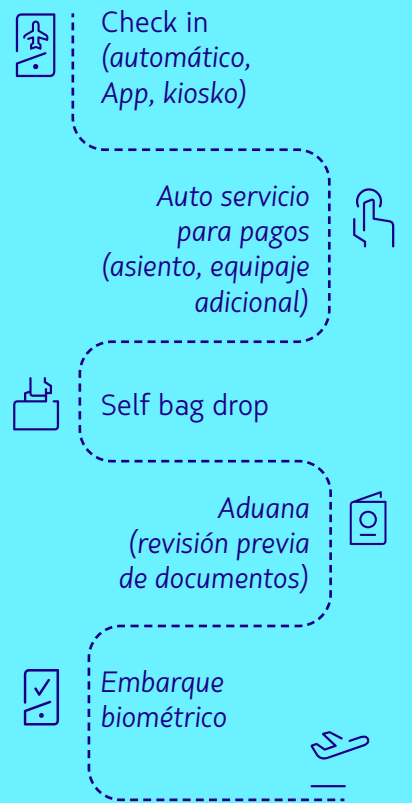 Check in
(automático,
App, kiosko)
Auto servicio
para pagos
(asiento, equipaje
adicional)
Self bag drop
Aduana
(revisión previa
de documentos)
Embarque
biométrico